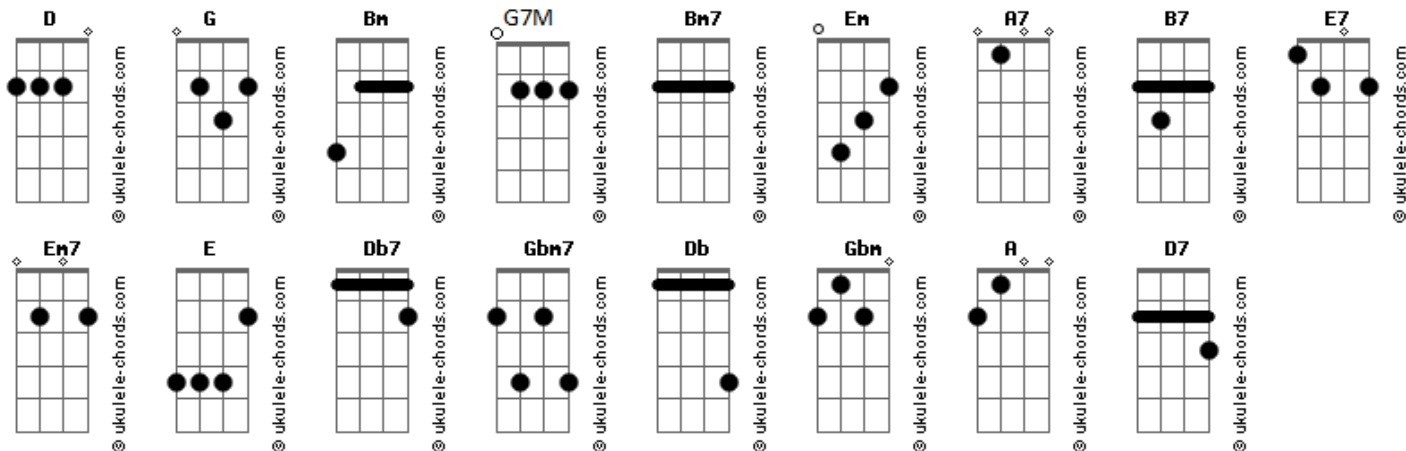 D G Bm G7M Bm7 Em A7 B7 E7
© ukulele-chords.com © ukulele-chords.com © ukulele-chords.com © ukulele-chords.com © ukulele-chords.com © ukulele-chords.com © ukulele-chords.com © ukulele-chords.com © ukulele-chords.com
Em7 E Db7 Gbm7 Db Gbm A D7
© ukulele-chords.com © ukulele-chords.com © ukulele-chords.com © ukulele-chords.com © ukulele-chords.com © ukulele-chords.com © ukulele-chords.com © ukulele-chords.com